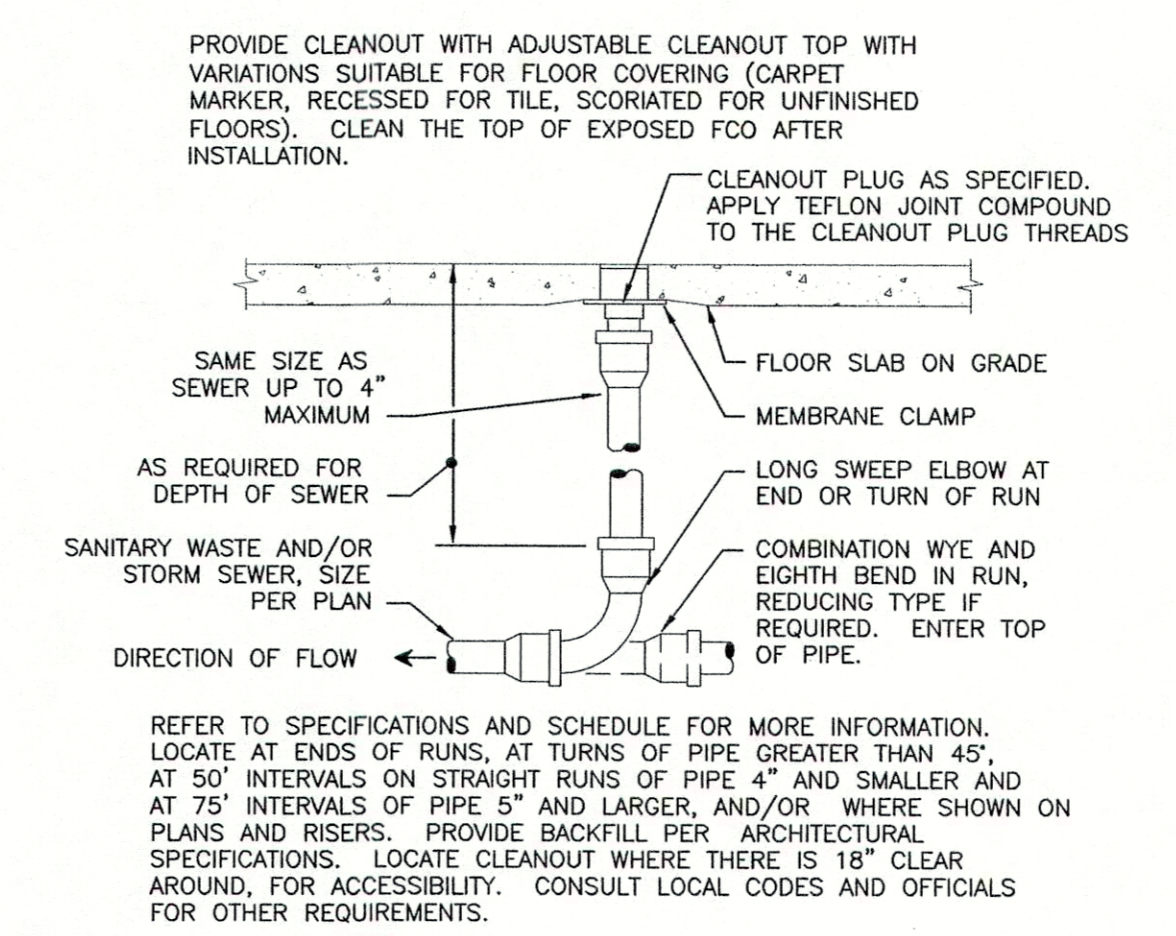 PROVIDE CLEANOUT WITH ADJUSTABLE CLEANOUT TOP WITH
VARIATIONS SUITABLE FOR FLOOR COVERING (CARPET
MARKER, RECESSED FOR TILE, SCORIATED FOR UNFINISHED
FLOORS). CLEAN THE TOP OF EXPOSED FCO AFTER
INSTALLATION.
CLEANOUT PLUG AS SPECIFIED.
APPLY TEFLON JOINT COMPOUND
TO THE CLEANOUT PLUG THREADS
SAME SIZE AS
SEWER UP TO 4"
MAXIMUM
FLOOR SLAB ON GRADE
MEMBRANE CLAMP
AS REQUIRED FOR
DEPTH OF SEWER
LONG SWEEP ELBOW AT
END OR TURN OF RUN
SANITARY WASTE AND/OR
STORM SEWER, SIZE
PER PLAN
COMBINATION WYE AND
EIGHTH BEND IN RUN,
REDUCING TYPE IF
REQUIRED. ENTER TOP
OF PIPE.
DIRECTION OF FLOW
REFER TO SPECIFICATIONS AND SCHEDULE FOR MORE INFORMATION.
LOCATE AT ENDS OF RUNS, AT TURNS OF PIPE GREATER THAN 45°,
AT 50' INTERVALS ON STRAIGHT RUNS OF PIPE 4" AND SMALLER AND
AT 75' INTERVALS OF PIPE 5" AND LARGER, AND/OR WHERE SHOWN ON
PLANS AND RISERS. PROVIDE BACKFILL PER ARCHITECTURAL
SPECIFICATIONS. LOCATE CLEANOUT WHERE THERE IS 18" CLEAR
AROUND, FOR ACCESSIBILITY. CONSULT LOCAL CODES AND OFFICIALS
FOR OTHER REQUIREMENTS.